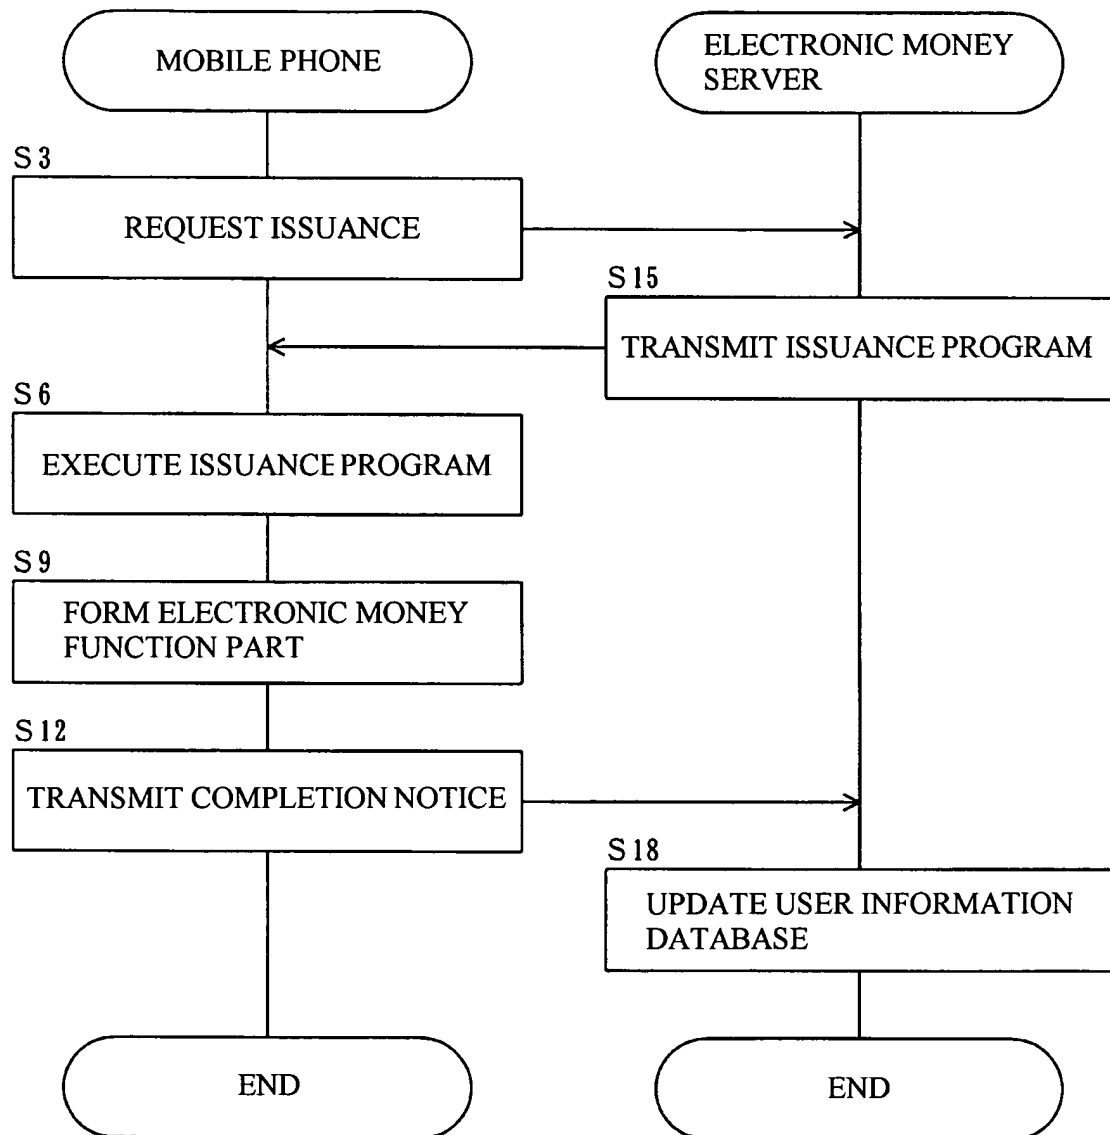 MOBILE PHONE
ELECTRONIC MONEY
SERVER
S3
REQUEST ISSUANCE
S15
TRANSMIT ISSUANCE PROGRAM
S6
EXECUTE ISSUANCE PROGRAM
S9
FORM ELECTRONIC MONEY
FUNCTION PART
S12
TRANSMIT COMPLETION NOTICE
S18
UPDATE USER INFORMATION
DATABASE
END
END